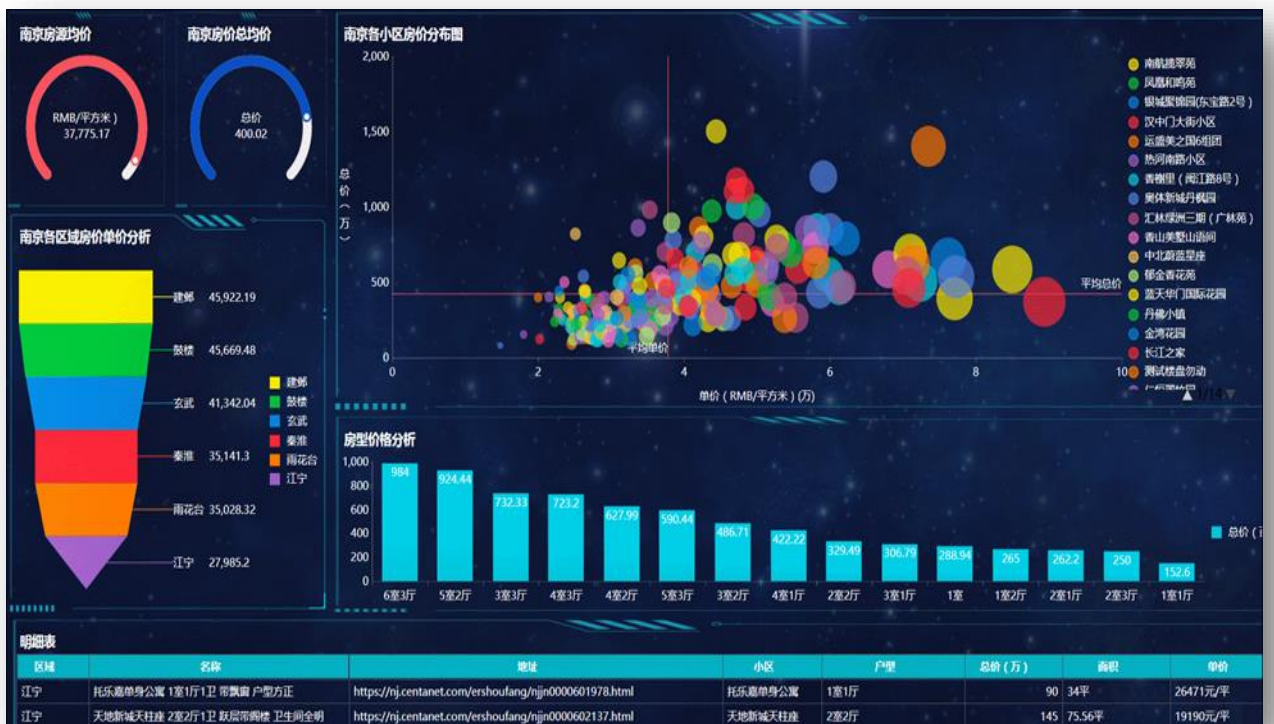 南京房源均价
RMB/平方米）
37,775.17
南京房价总均价
总价
400.02
南京各区域房价单价分析
建邺 45,922.19
鼓楼 45,669.48
玄武 41,342.04
秦淮 35,141.3
雨花台 35,028.32
江宁 27,985.2
建邺
鼓楼
玄武
秦淮
雨花台
江宁
南京各小区房价分布图
总价（万）
2,000
1,500
1,000
500
0
0 2 4 6 8 10
平均总价
平均单价
单价（RMB/平方米）(万)
南航揽翠苑
凤凰和鸣苑
银城聚锦园(东宝路2号）
汉中门大街小区
运盛美之国6组团
热河南路小区
香榭里（闽江路8号）
奥体新城丹枫园
汇林绿洲三期（广林苑）
香山美墅山语间
中北蔚蓝星座
郁金香花苑
蓝天华门国际花园
丹佛小镇
金湾花园
长江之家
测试楼盘勿动
1/14
房型价格分析
1,000
800
600
400
200
0
984 924.44 732.33 723.2 627.99 590.44 486.71 422.22 329.49 306.79 288.94 265 262.2 250 152.6
6室3厅 5室2厅 3室3厅 4室3厅 4室2厅 5室3厅 3室2厅 4室1厅 2室2厅 3室1厅 1室 1室2厅 2室1厅 2室3厅 1室1厅
总价
明细表
区域 名称 地址 小区 户型 总价（万） 面积 单价
江宁 托乐嘉单身公寓 1室1厅1卫 带飘窗 户型方正 https://nj.centanet.com/ershoufang/njjn0000601978.html 托乐嘉单身公寓 1室1厅 90 34平 26471元/平
江宁 天地新城天柱座 2室2厅1卫 跃层带阁楼 卫生间全明 https://nj.centanet.com/ershoufang/njjn0000602137.html 天地新城天柱座 2室2厅 145 75.56平 19190元/平